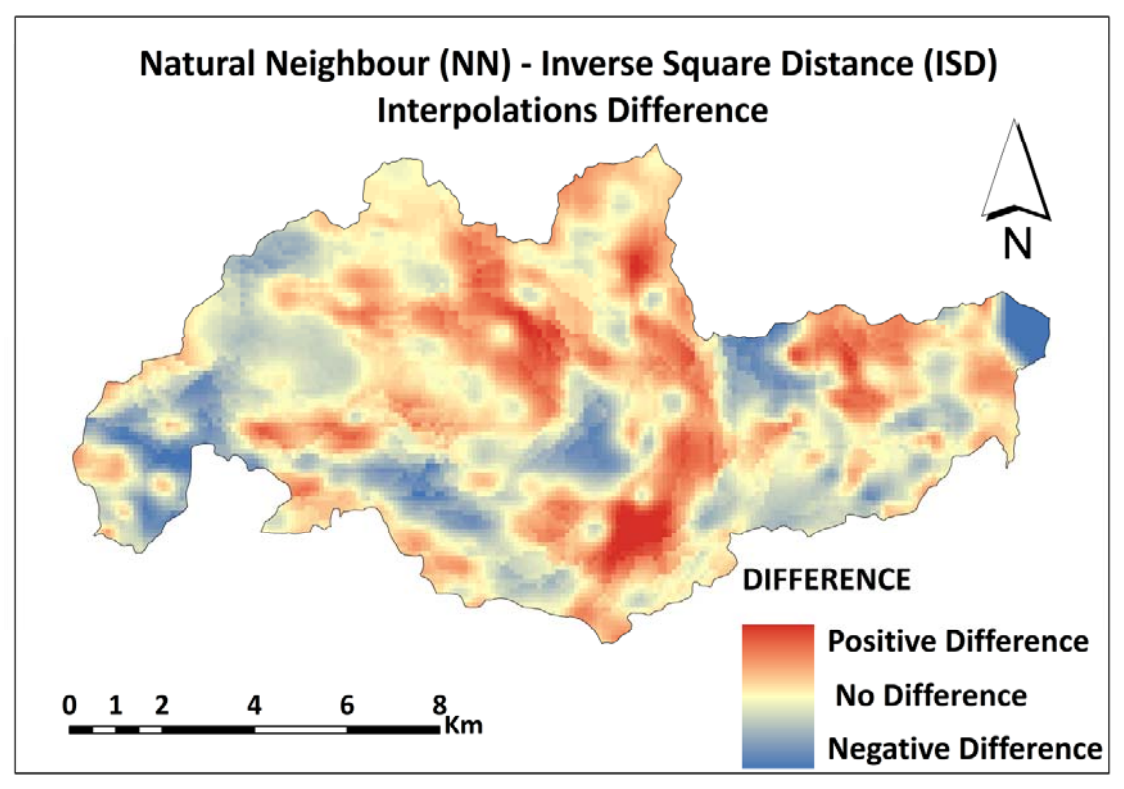 Natural Neighbour (NN) - Inverse Square Distance (ISD)
Interpolations Difference
N
DIFFERENCE
Positive Difference
No Difference
Negative Difference
0 1 2 4 6 8
Km